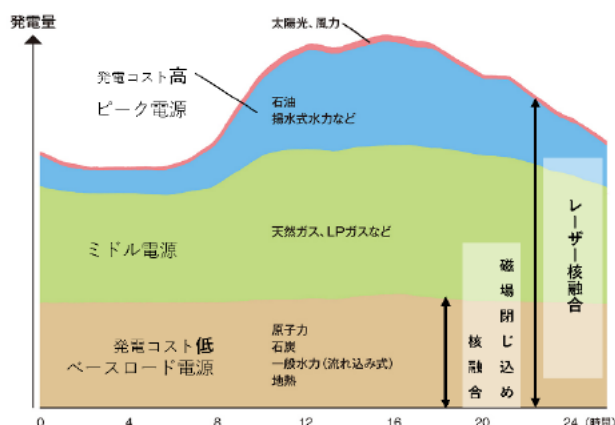 発電量
太陽光、風力
発電コスト高
ピーク電源
石油
揚水式水力など
ミドル電源
天然ガス、LPガスなど
発電コスト低
ベースロード電源
原子力
石炭
一般水力(流れ込み式)
地熱
磁場閉じ込め
核融合
レーザー核融合
0 4 8 12 16 20 24 (時間)